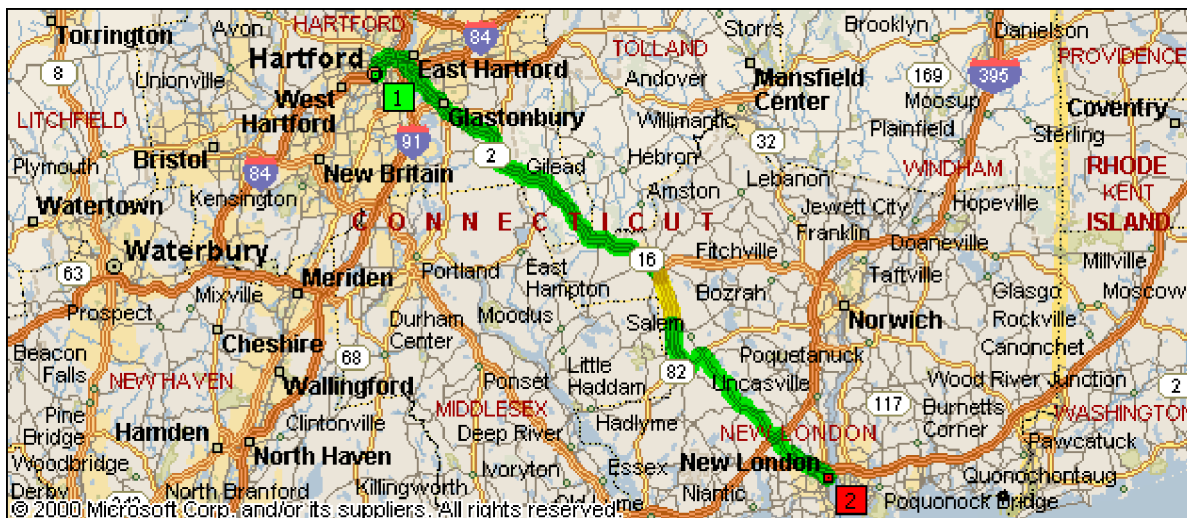 Torrington
Avon
HARTFORD
84
TOLLAND
Storrs
Brooklyn
Danielson
PROVIDENCE
8
Unionville
Hartford
East Hartford
Andover
Mansfield
Center
169
395
Moosup
Coventry
LITCHFIELD
West
Hartford
1
Glastonbury
Willimantic
Plainfield
Sterling
Plymouth
Bristol
84
91
New Britain
2
Gilead
Hebron
32
WINDHAM
RHODE
KENT
ISLAND
Watertown
Kensington
Amston
Lebanon
Jewett City
Hopeville
CONNECTICUT
Franklin
Doaneville
Waterbury
63
Mixville
Meriden
Portland
East
Hampton
16
Fitchville
Bozrah
Taftville
Millville
Glasgo
Moscow
Prospect
Cheshire
Durham
Center
Moodus
Salem
Norwich
Rockville
Canonchet
Beacon
Falls
68
Little
Haddam
82
Poquetanuck
NEW HAVEN
Wallingford
Ponset
Lincasville
Wood River Junction
2
Pine
Bridge
Clintonville
MIDDLESEX
Hadlyme
117
Burnetts
Corner
WASHINGTON
Hamden
Deep River
NEW LONDON
Pawcatuck
Woodbridge
North Haven
Ivoryton
Essex
New London
Quonochontaug
Derby
North Branford
Killingworth
Old Lyme
Niantic
2
Poquonock Bridge
© 2000 Microsoft Corp. and/or its suppliers. All rights reserved.